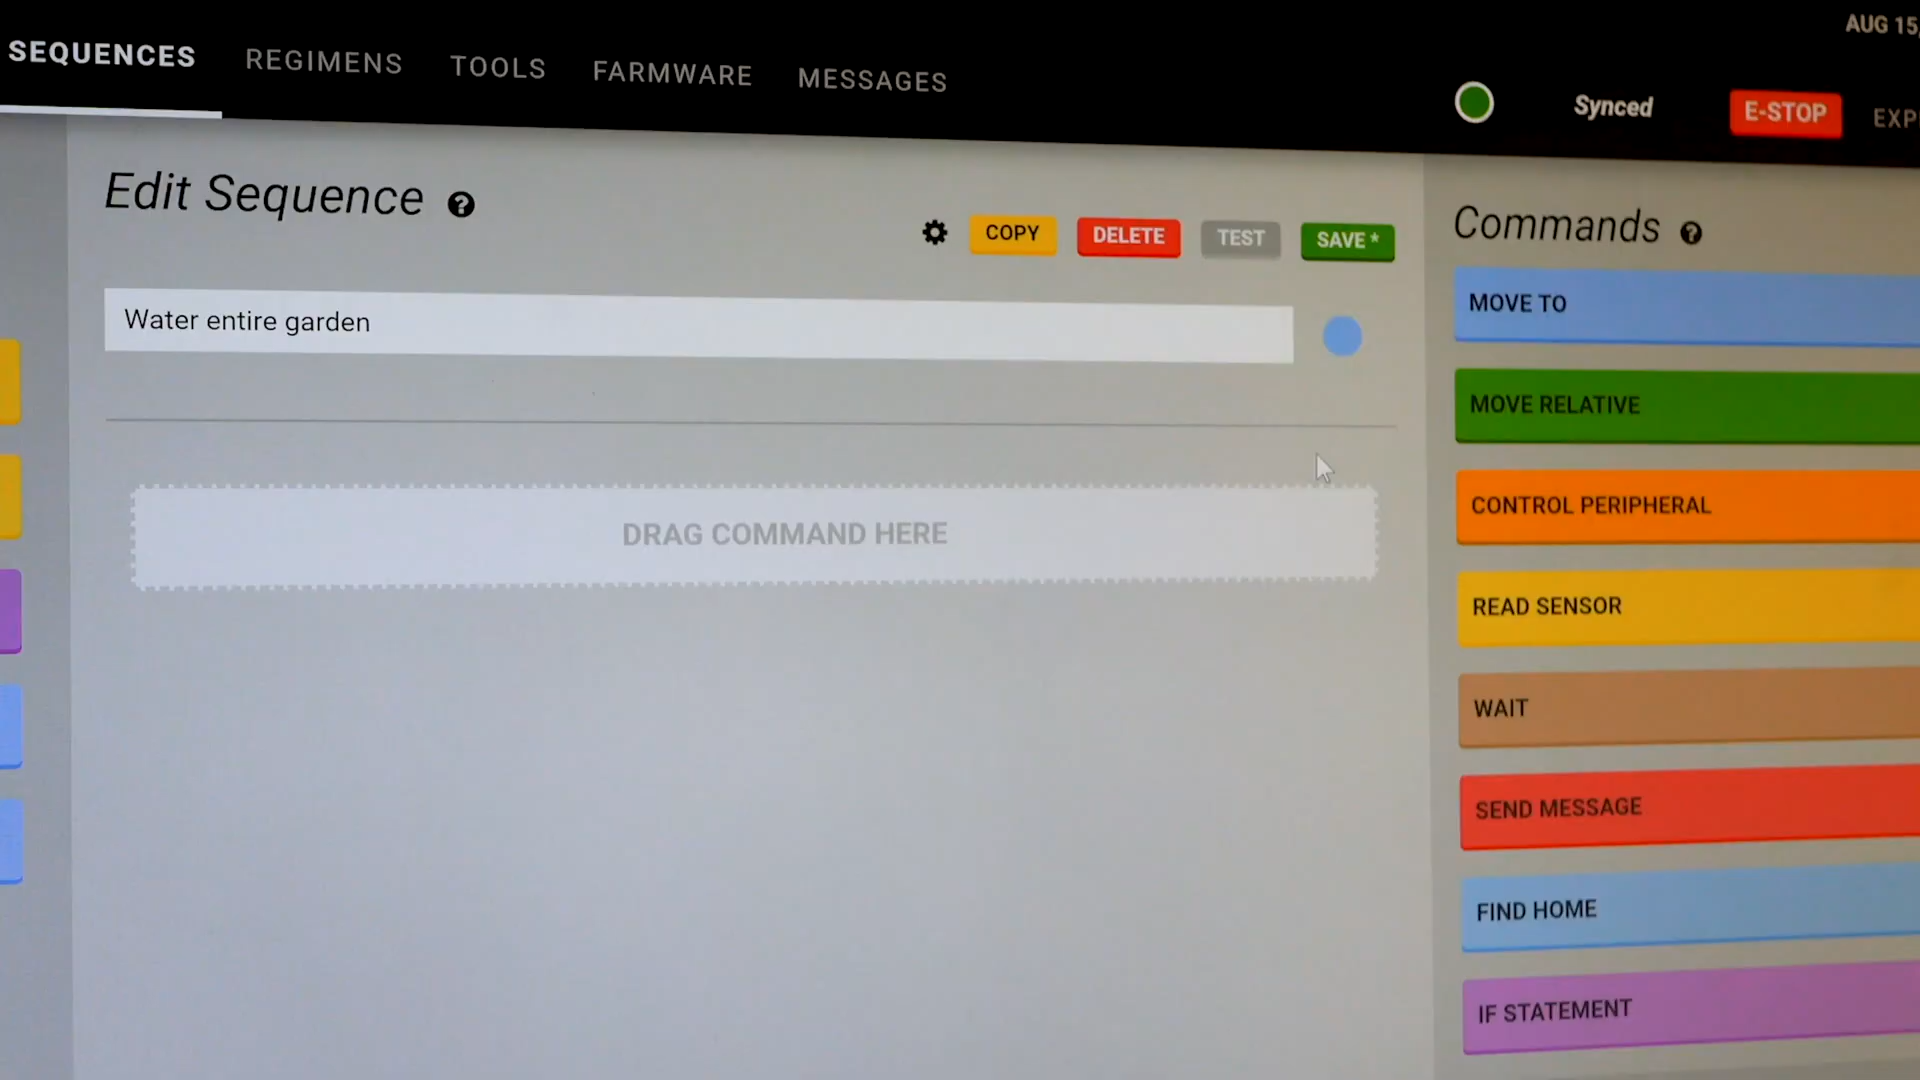 SEQUENCES REGIMENS TOOLS FARMWARE MESSAGES
AUG 15,
Synced E-STOP EXP
Edit Sequence ?
COPY DELETE TEST SAVE *
Water entire garden
DRAG COMMAND HERE
Commands ?
MOVE TO
MOVE RELATIVE
CONTROL PERIPHERAL
READ SENSOR
WAIT
SEND MESSAGE
FIND HOME
IF STATEMENT